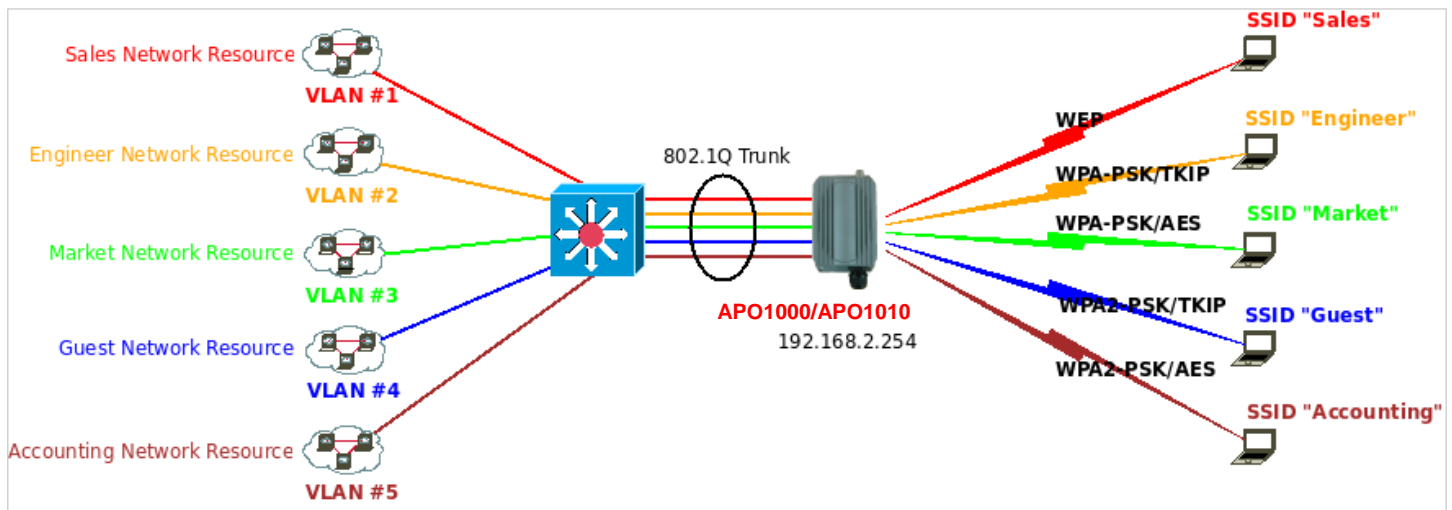 Sales Network Resource
VLAN #1
Engineer Network Resource
VLAN #2
Market Network Resource
VLAN #3
Guest Network Resource
VLAN #4
Accounting Network Resource
VLAN #5
802.1Q Trunk
APO1000/APO1010
192.168.2.254
WEP
WPA-PSK/TKIP
WPA-PSK/AES
WPA2-PSK/TKIP
WPA2-PSK/AES
SSID "Sales"
SSID "Engineer"
SSID "Market"
SSID "Guest"
SSID "Accounting"